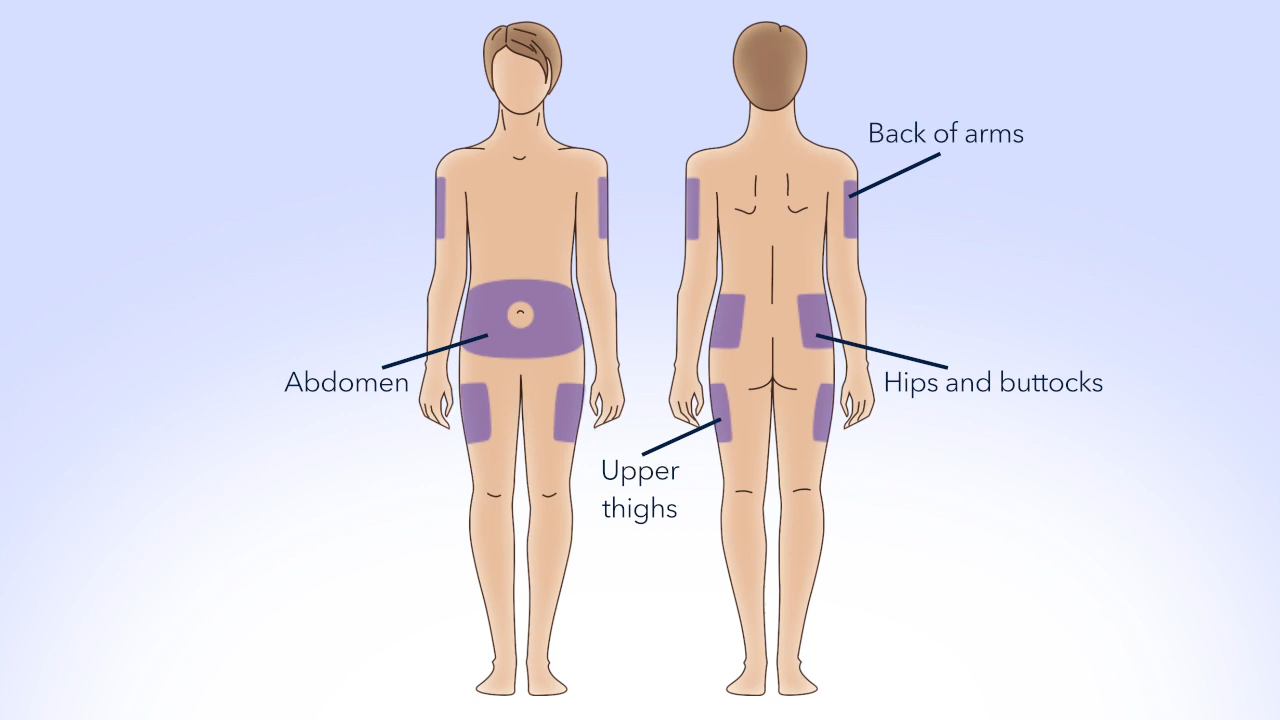 Back of arms
Abdomen
Hips and buttocks
Upper
thighs